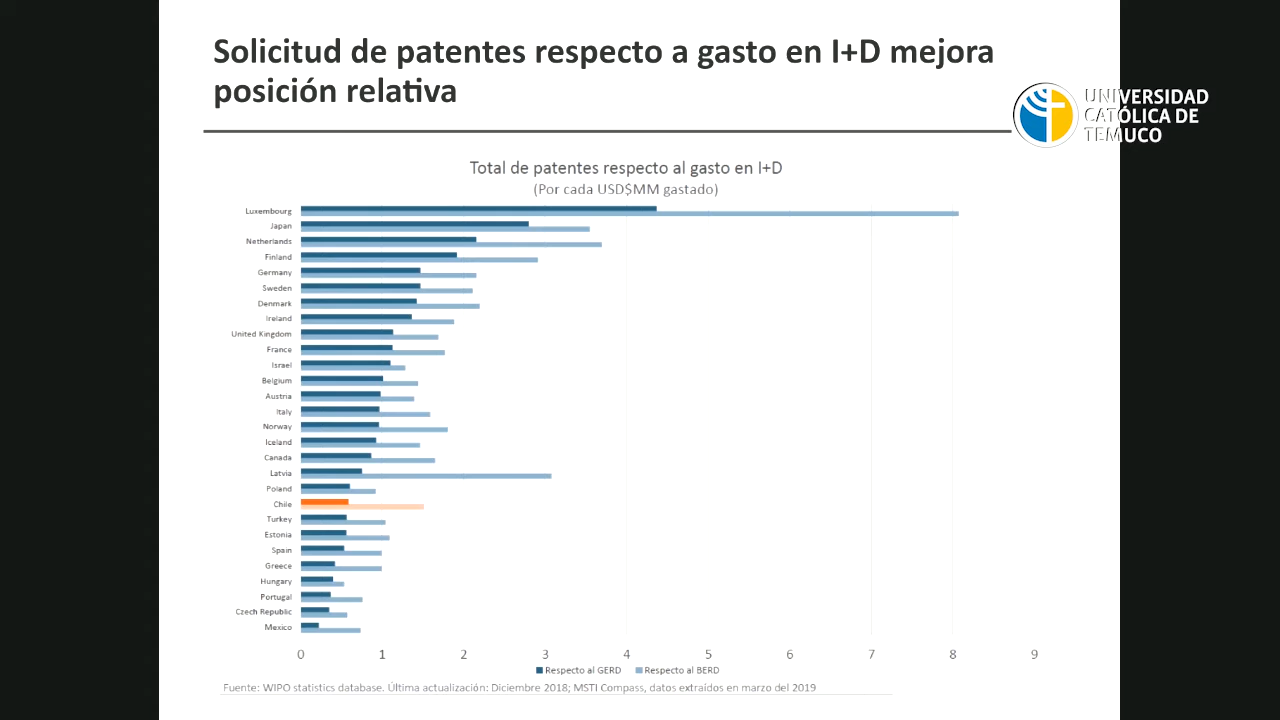 Solicitud de patentes respecto a gasto en I+D mejora
posición relativa
UNIVERSIDAD
CATÓLICA DE
TEMUCO
Total de patentes respecto al gasto en I+D
(Por cada USD$MM gastado)
Luxembourg
Japan
Netherlands
Finland
Germany
Sweden
Denmark
Ireland
United Kingdom
France
Israel
Belgium
Austria
Italy
Norway
Iceland
Canada
Latvia
Poland
Chile
Turkey
Estonia
Spain
Greece
Hungary
Portugal
Czech Republic
Mexico
0 1 2 3 4 5 6 7 8 9
Respecto al GERD Respecto al BERD
Fuente: WIPO statistics database. Última actualización: Diciembre 2018; MSTI Compass, datos extraídos en marzo del 2019